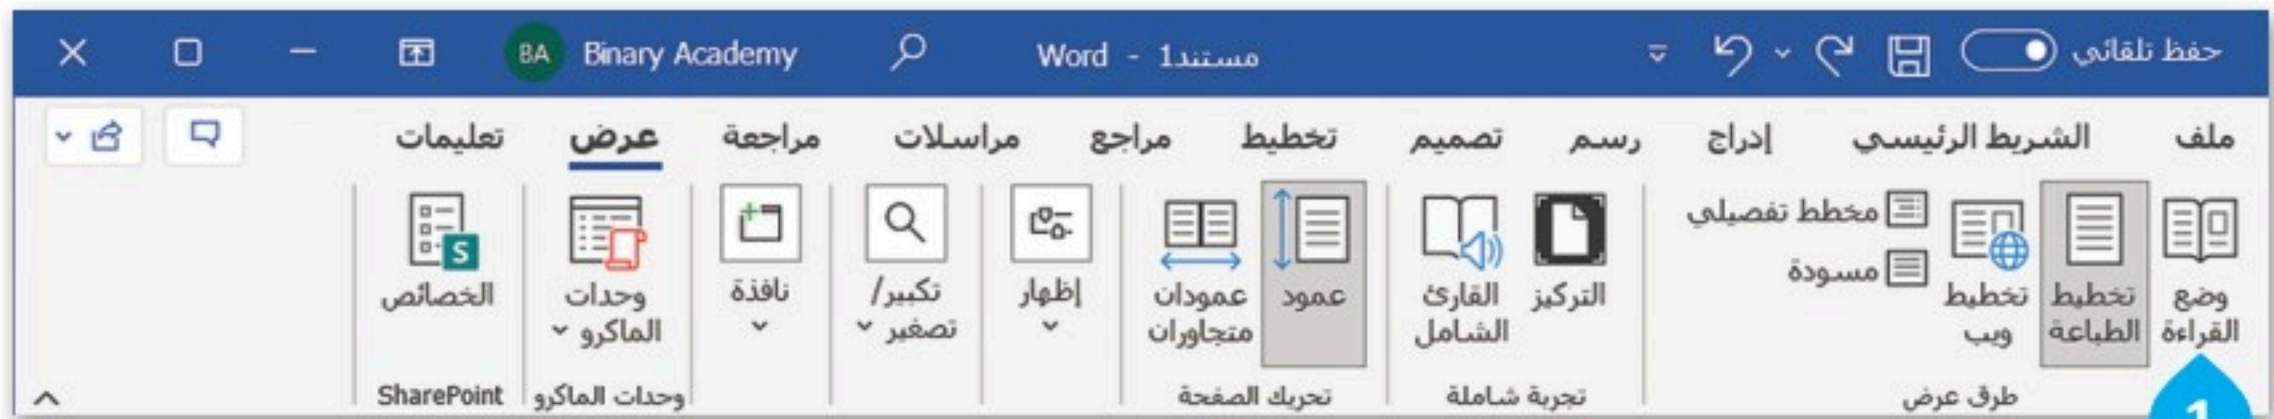 حفظ تلقائي مستند1 - Word Binary Academy BA
ملف الشريط الرئيسي إدراج رسم تصميم تخطيط مراجع مراسلات مراجعة عرض تعليمات
وضع القراءة
تخطيط الطباعة
تخطيط ويب
مخطط تفصيلي
مسودة
طرق عرض
التركيز
القارئ الشامل
تجربة شاملة
عمود
عمودان متجاوران
تحريك الصفحة
إظهار
تكبير/تصغير
نافذة
وحدات الماكرو
وحدات الماكرو
الخصائص
SharePoint
1